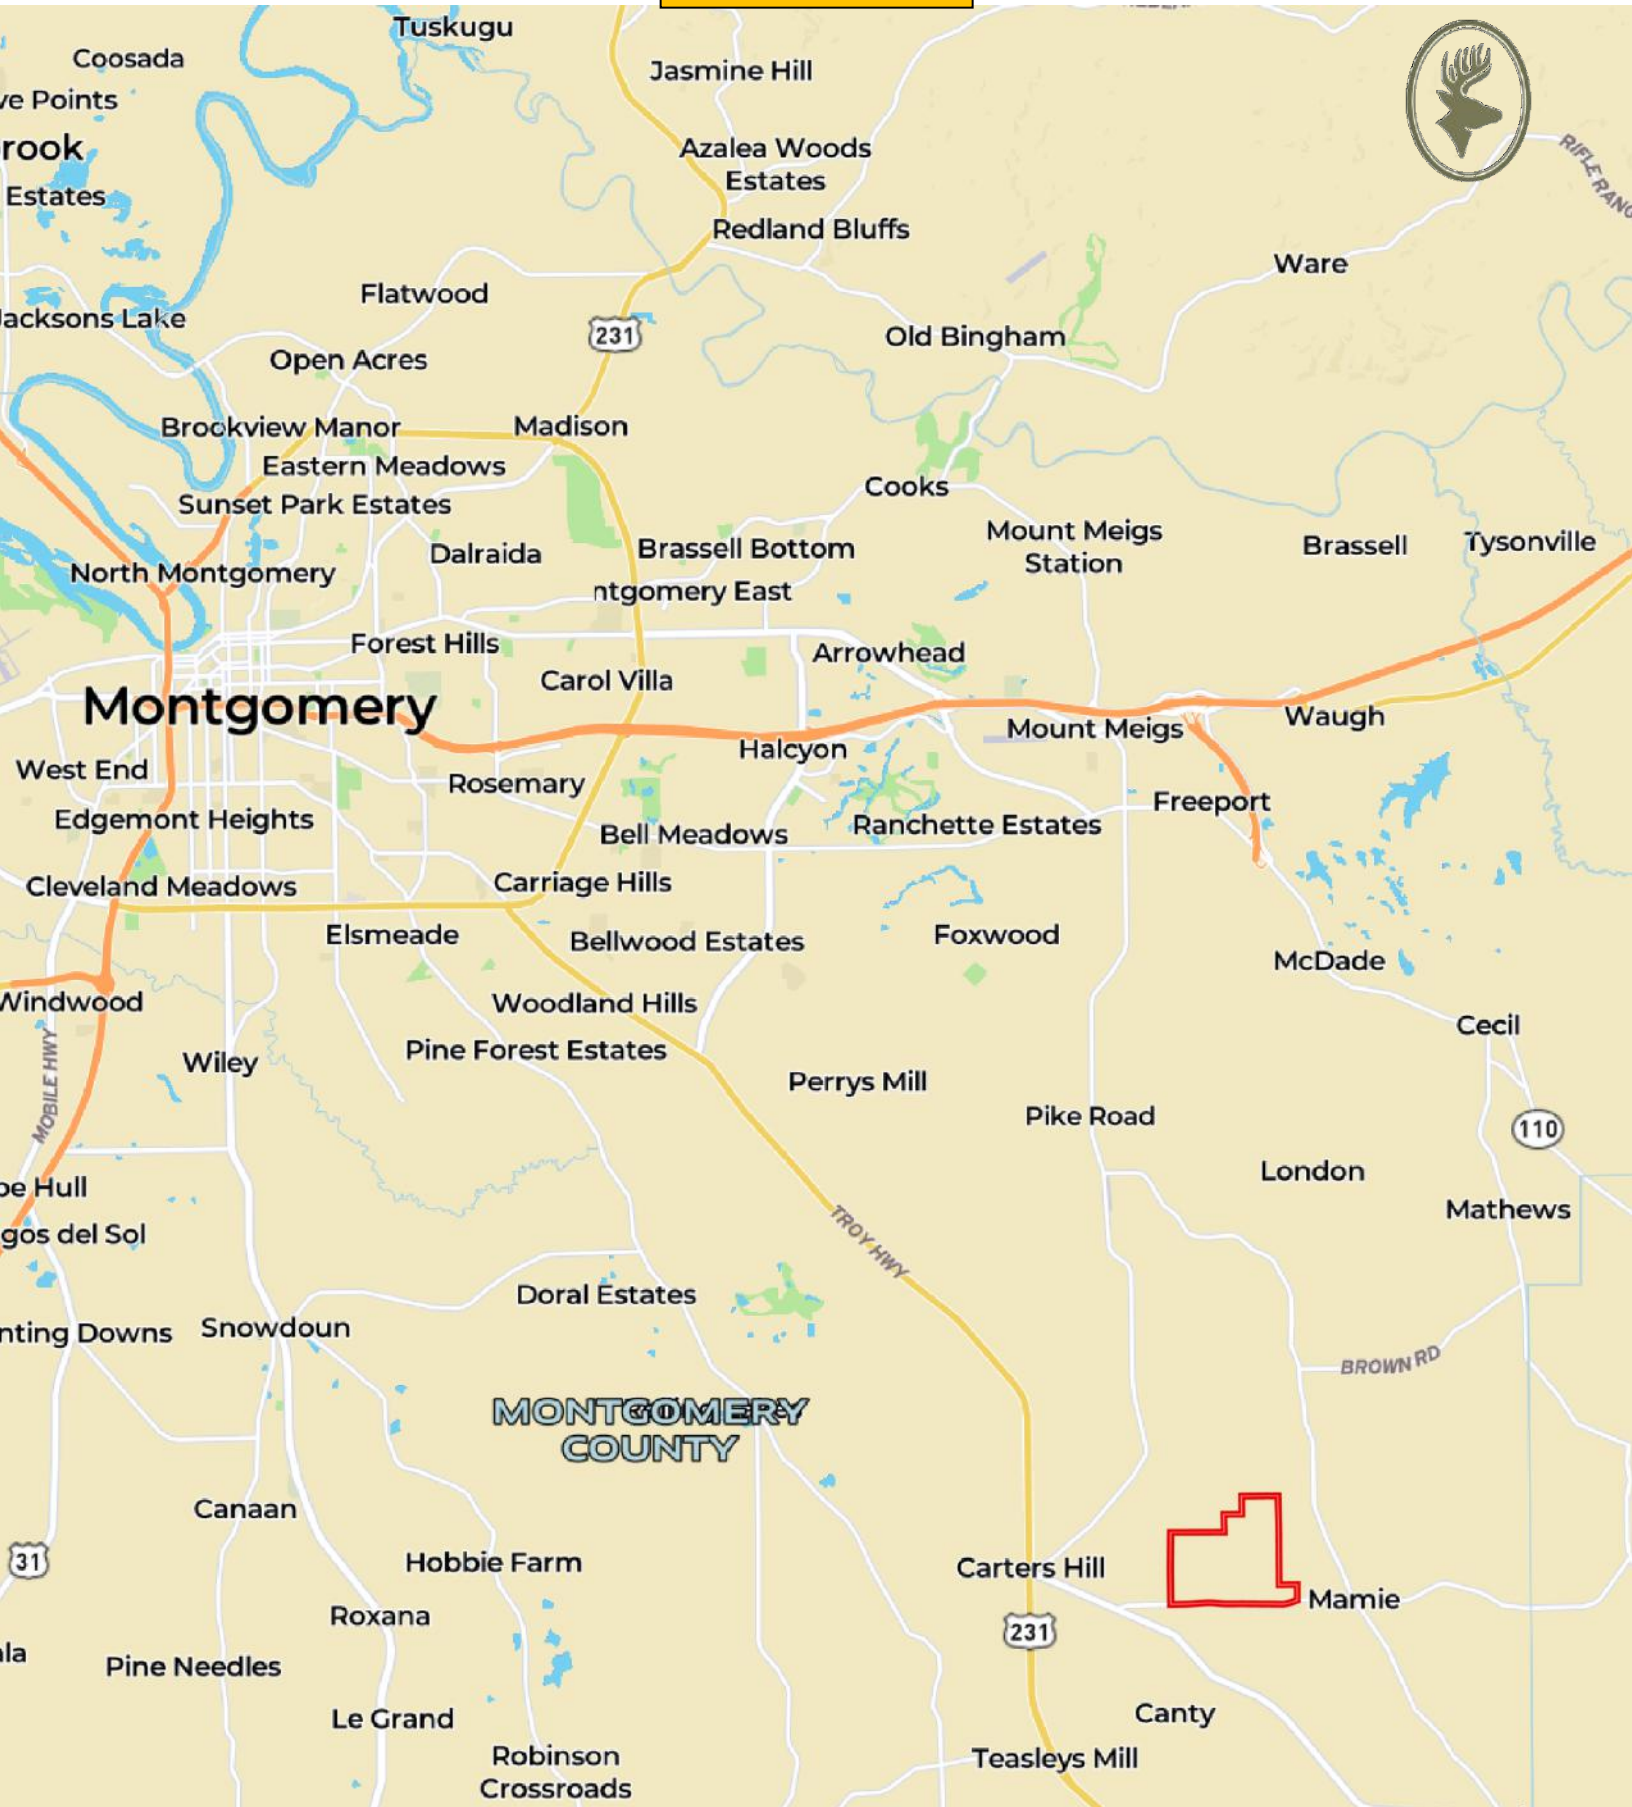 Tuskugu
Coosada
Jasmine Hill
ve Points
rook
Azalea Woods
Estates
Estates
RIFLE RANG
Redland Bluffs
Ware
Flatwood
Jacksons Lake
231
Old Bingham
Open Acres
Brookview Manor
Madison
Eastern Meadows
Cooks
Sunset Park Estates
Mount Meigs
Station
Brassell
Tysonville
Dalraida
Brassell Bottom
North Montgomery
ntgomery East
Forest Hills
Arrowhead
Carol Villa
Montgomery
Waugh
Mount Meigs
Halcyon
West End
Rosemary
Freeport
Edgemont Heights
Bell Meadows
Ranchette Estates
Cleveland Meadows
Carriage Hills
Elsmeade
Bellwood Estates
Foxwood
McDade
Windwood
Woodland Hills
Cecil
MOBILE HWY
Wiley
Pine Forest Estates
Perrys Mill
Pike Road
110
London
pe Hull
Mathews
gos del Sol
TROY HWY
Doral Estates
nting Downs
Snowdoun
BROWN RD
MONTGOMERY
COUNTY
Canaan
31
Hobbie Farm
Carters Hill
Mamie
Roxana
231
la
Pine Needles
Le Grand
Canty
Robinson
Crossroads
Teasleys Mill